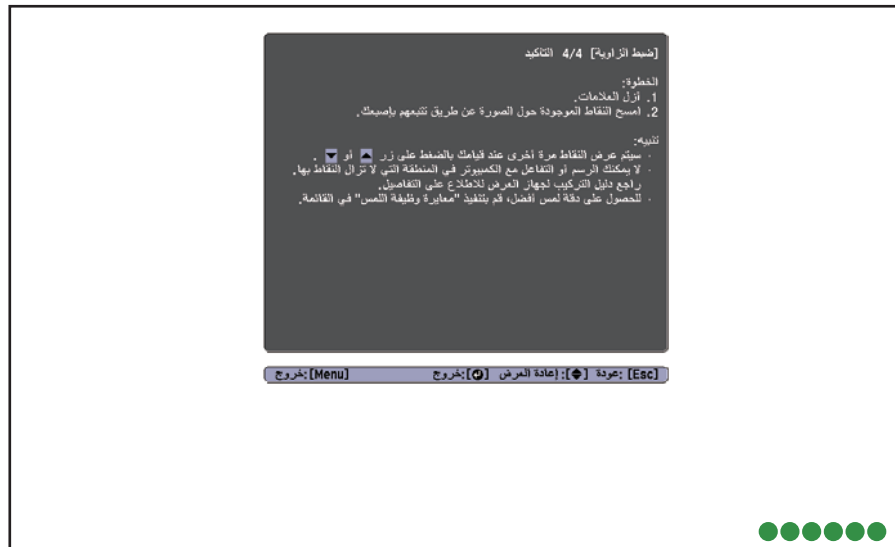 [ضبط الزاوية] 4/4 التاكيد
الخطوة:
1. أزل العلامات.
2. امسح النقاط الموجودة حول الصورة عن طريق تتبعهم بإصبعك.
تنبيه:
· سيتم عرض النقاط مرة أخرى عند قيامك بالضغط على زر ▲ أو ▼ .
· لا يمكنك الرسم أو التفاعل مع الكمبيوتر في المنطقة التي لا تزال النقاط بها.
راجع دليل التركيب لجهاز العرض للاطلاع على التفاصيل.
· للحصول على دقة لمس أفضل، قم بتنفيذ "معايرة وظيفة اللمس" في القائمة.
[Esc] :عودة [◆]: إعادة العرض [↵]:خروج [Menu]:خروج